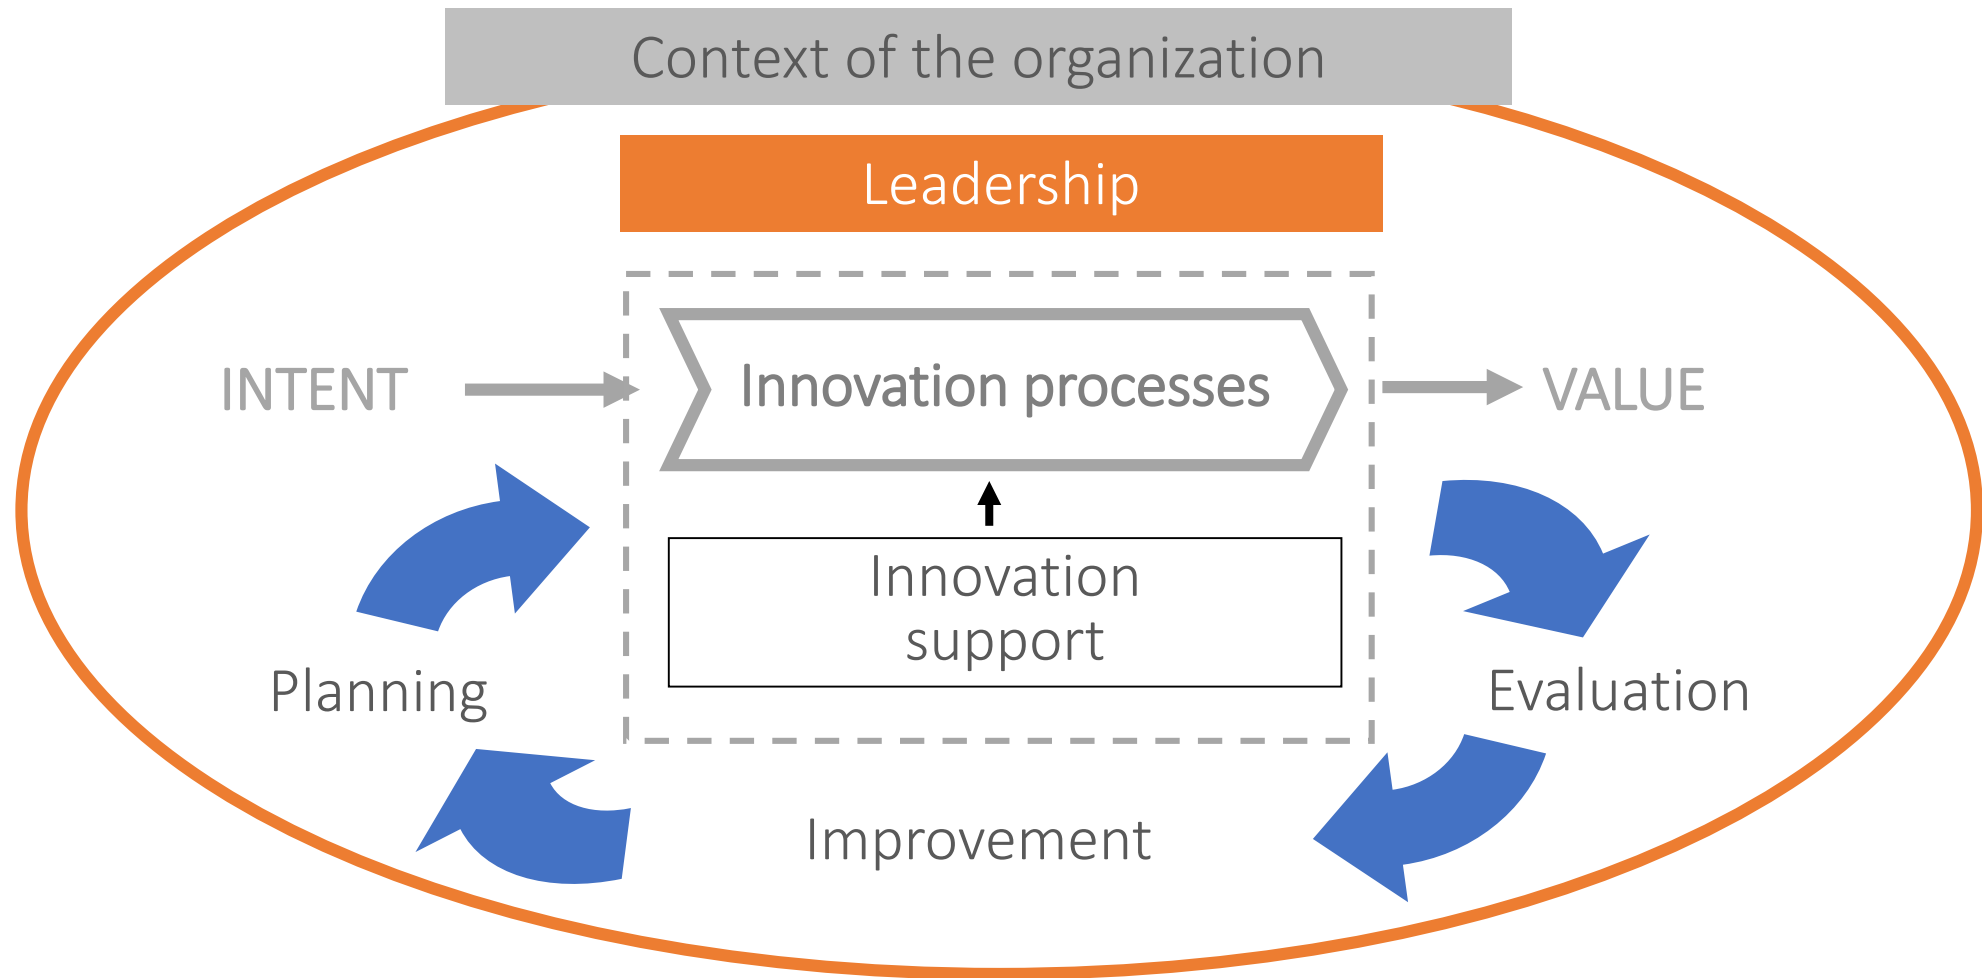 Context of the organization
Leadership
INTENT
Innovation processes
VALUE
Innovation
support
Planning
Evaluation
Improvement